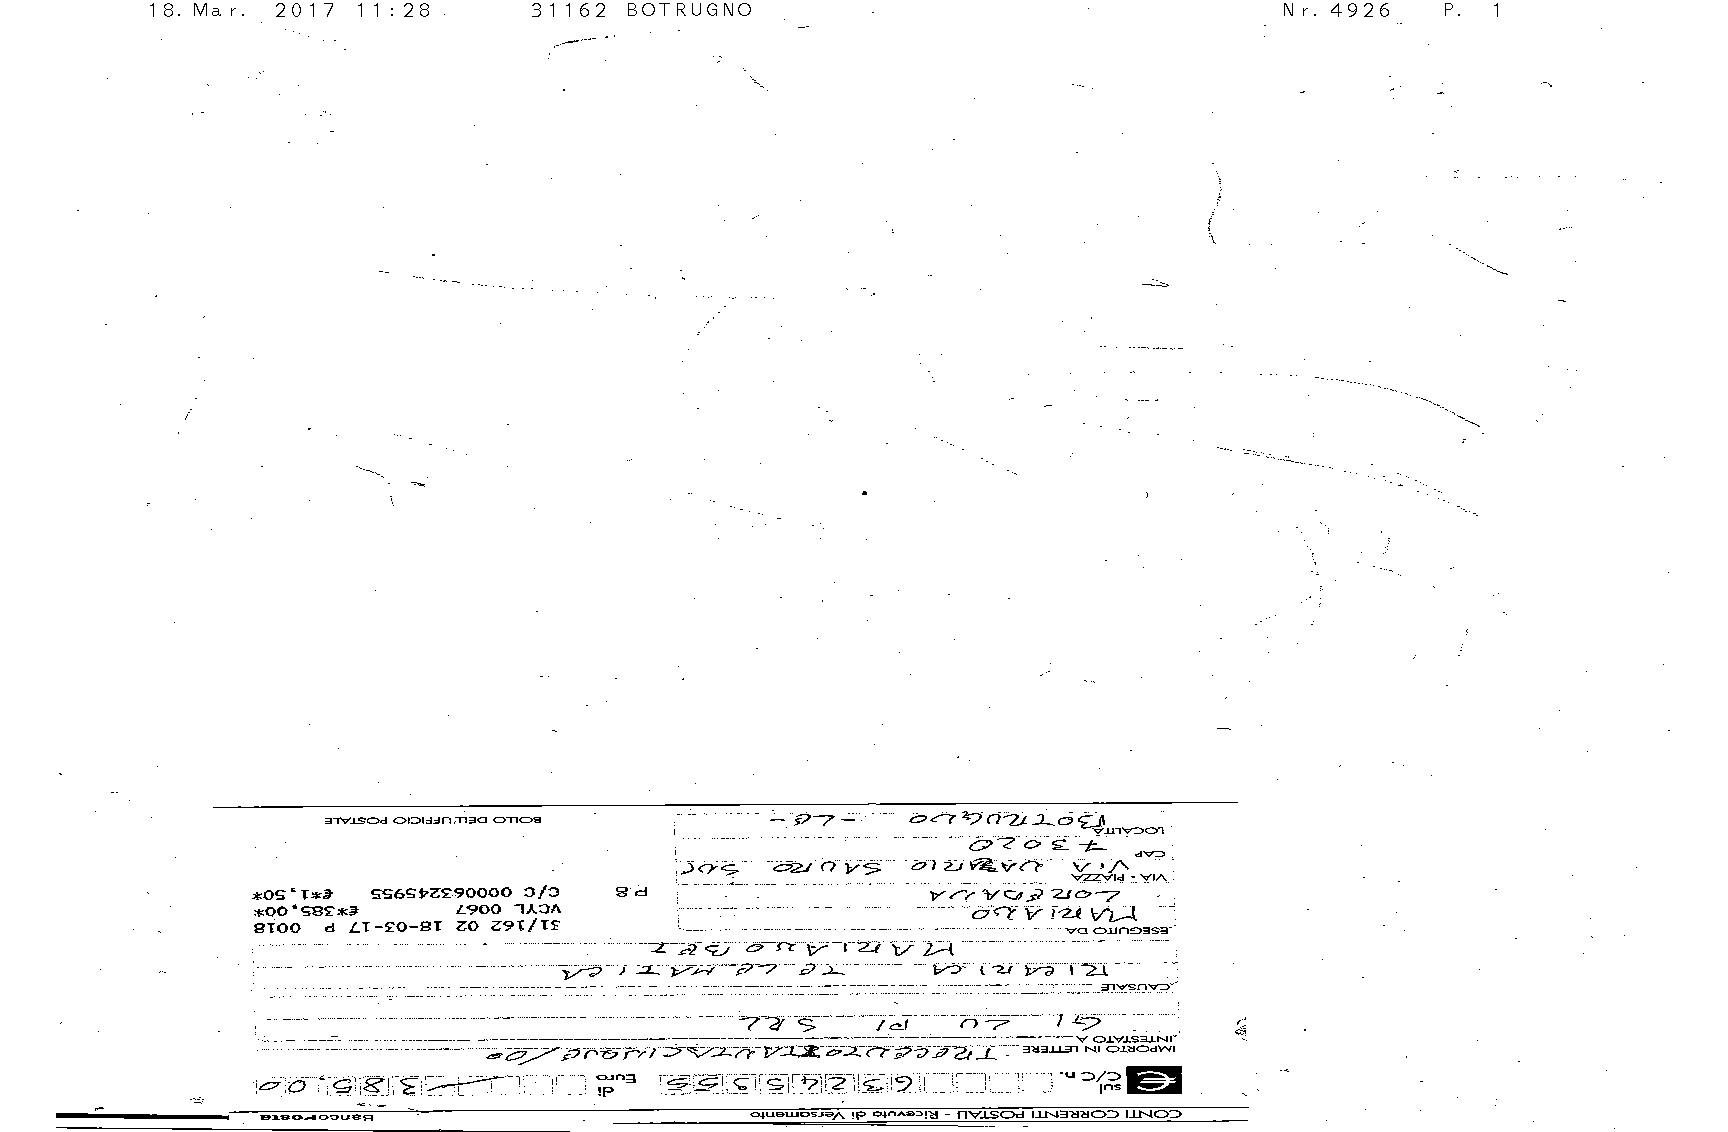 18. Mar. 2017 11:28 31162 BOTRUGNO Nr. 4926 P. 1
CONTI CORRENTI POSTALI - Ricevuta di Versamento BancoPosta
€ sul C/C n. 63245955 di Euro 385,00
IMPORTO IN LETTERE TRECENTOOTTANTACINQUE/00
INTESTATO A
GI LU PI SRL
CAUSALE
RICARICA TELEMATICA
MARIANOBET
ESEGUITO DA
MARIANO
LOREDANA
VIA - PIAZZA
VIA NAZARIO SAURO SNC
CAP
73020
LOCALITÀ
BOTRUGNO - LE -
31/162 02 18-03-17 P 0018
VCYL 0067 €*385,00*
P.8 C/C 000063245955 €*1,50*
BOLLO DELL'UFFICIO POSTALE